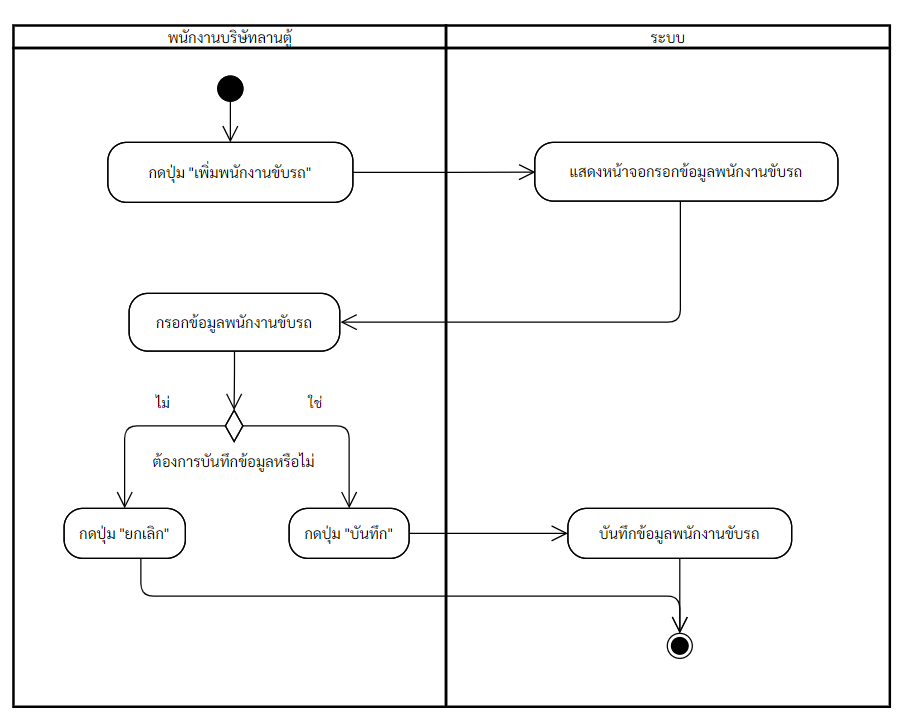 พนักงานบริษัทลานตู้
ระบบ
กดปุ่ม "เพิ่มพนักงานขับรถ"
แสดงหน้าจอกรอกข้อมูลพนักงานขับรถ
กรอกข้อมูลพนักงานขับรถ
ไม่
ใช่
ต้องการบันทึกข้อมูลหรือไม่
กดปุ่ม "ยกเลิก"
กดปุ่ม "บันทึก"
บันทึกข้อมูลพนักงานขับรถ